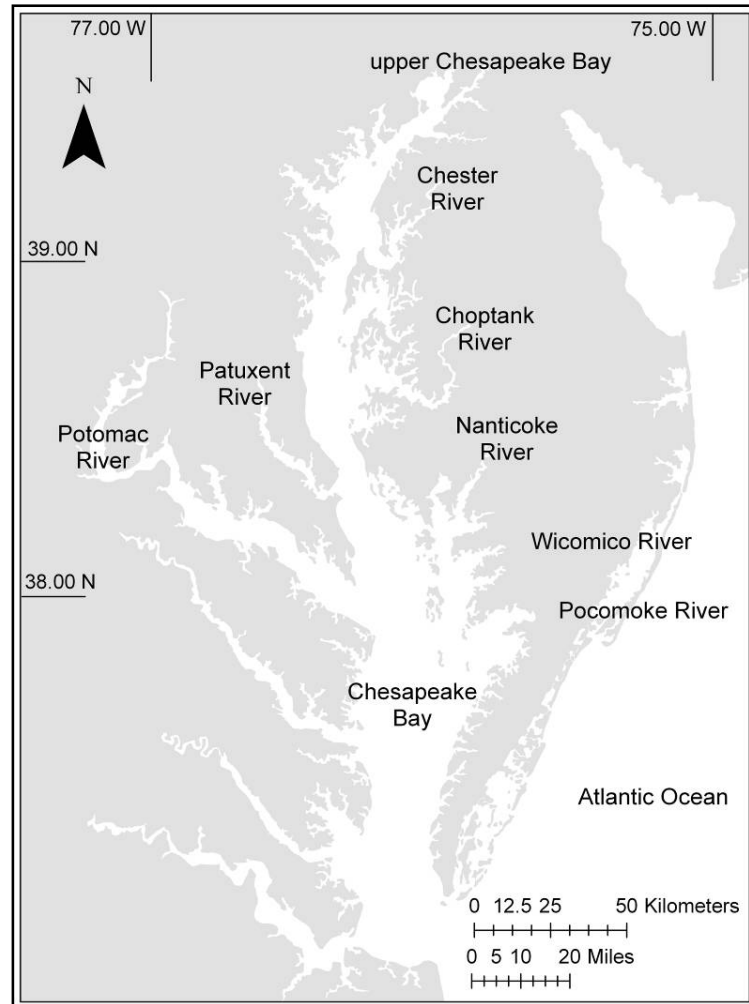 77.00 W
75.00 W
upper Chesapeake Bay
N
Chester
River
39.00 N
Choptank
River
Patuxent
River
Nanticoke
River
Potomac
River
Wicomico River
38.00 N
Pocomoke River
Chesapeake
Bay
Atlantic Ocean
0 12.5 25 50 Kilometers
0 5 10 20 Miles